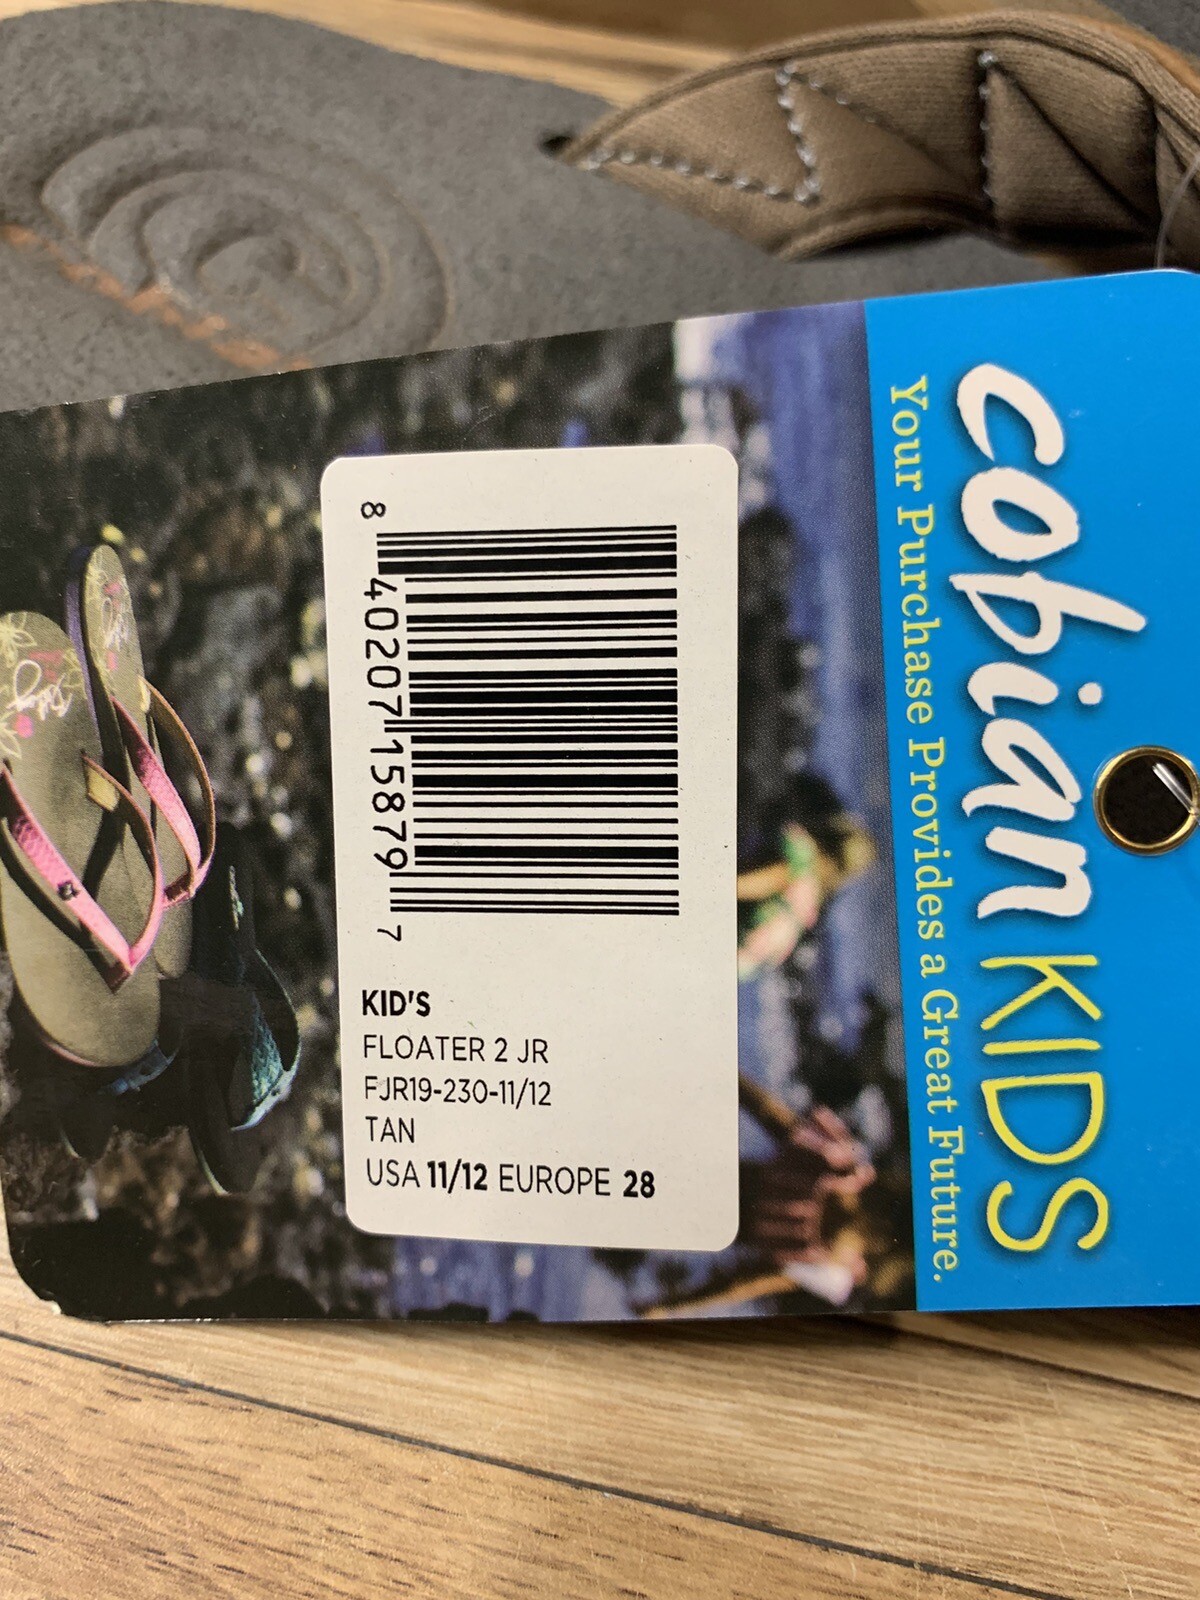 cobian KIDS
Your Purchase Provides a Great Future.
8 40207 15879 7
KID'S
FLOATER 2 JR
FJR19-230-11/12
TAN
USA 11/12 EUROPE 28